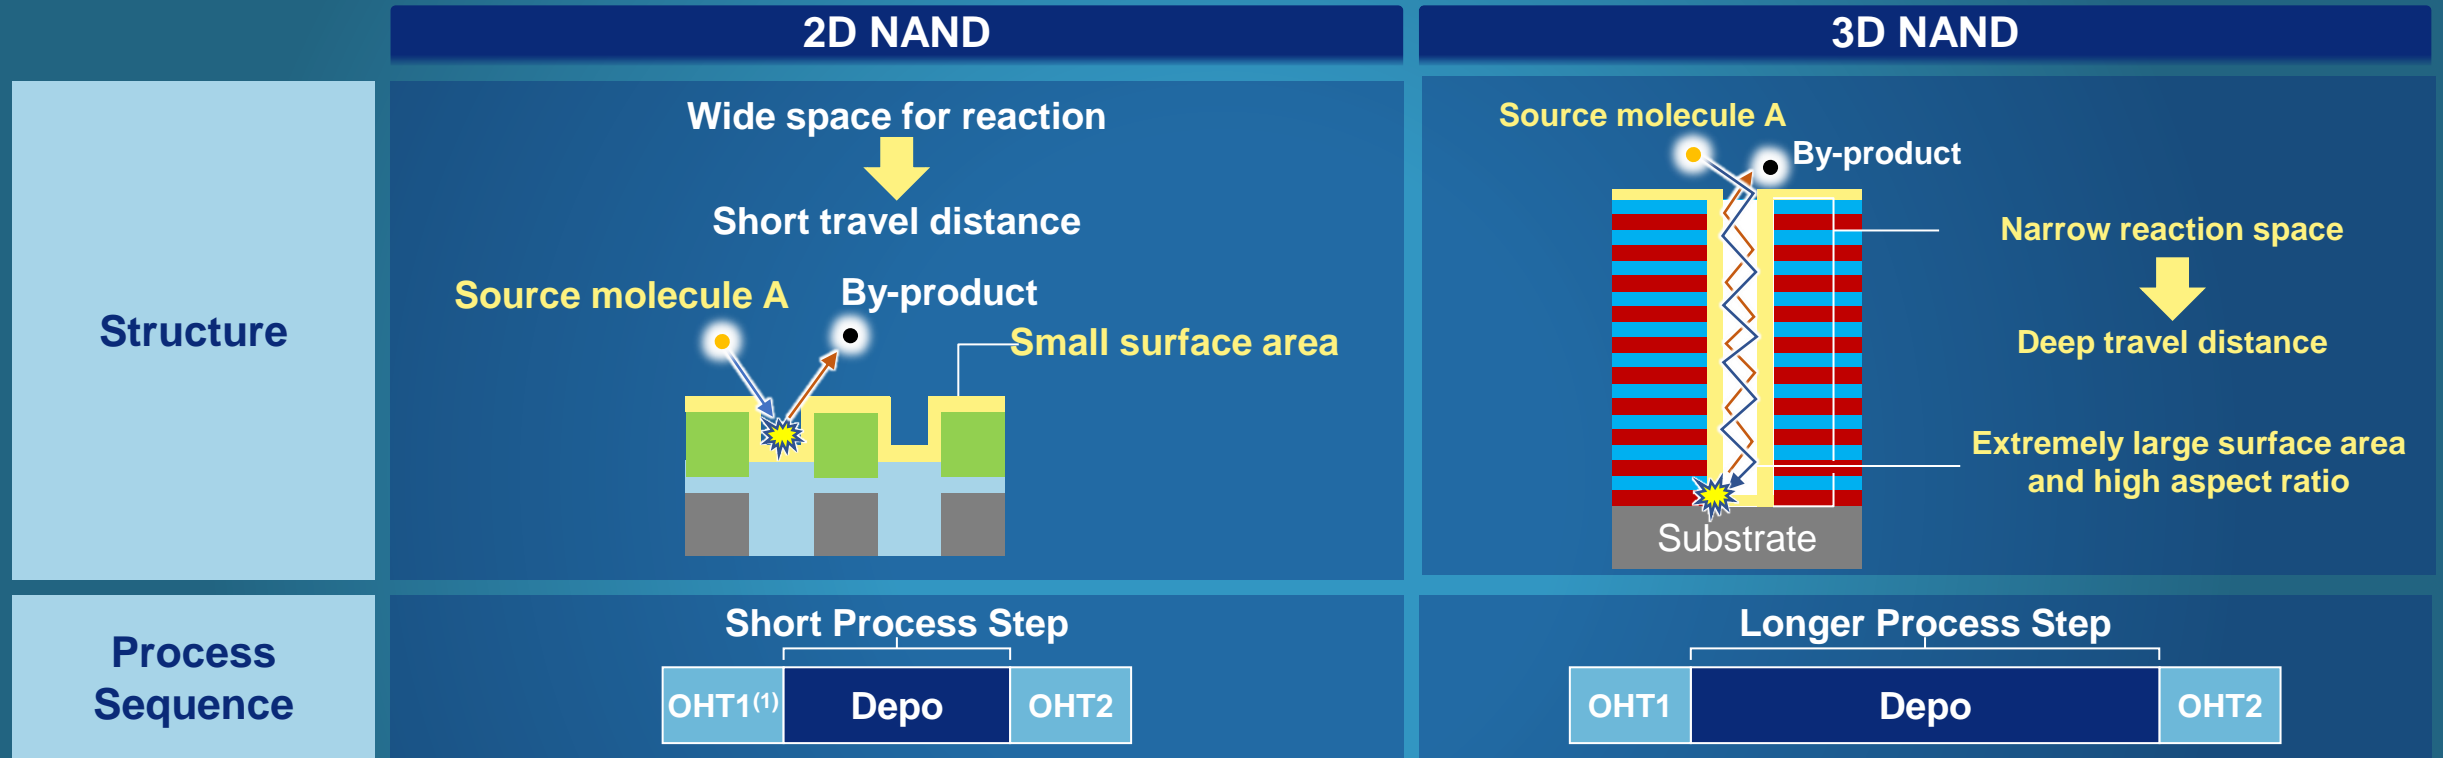 2D NAND
3D NAND
Structure
Wide space for reaction
Short travel distance
Source molecule A
By-product
Small surface area
Source molecule A
By-product
Narrow reaction space
Deep travel distance
Extremely large surface area
and high aspect ratio
Substrate
Process
Sequence
Short Process Step
OHT1(1)
Depo
OHT2
Longer Process Step
OHT1
Depo
OHT2